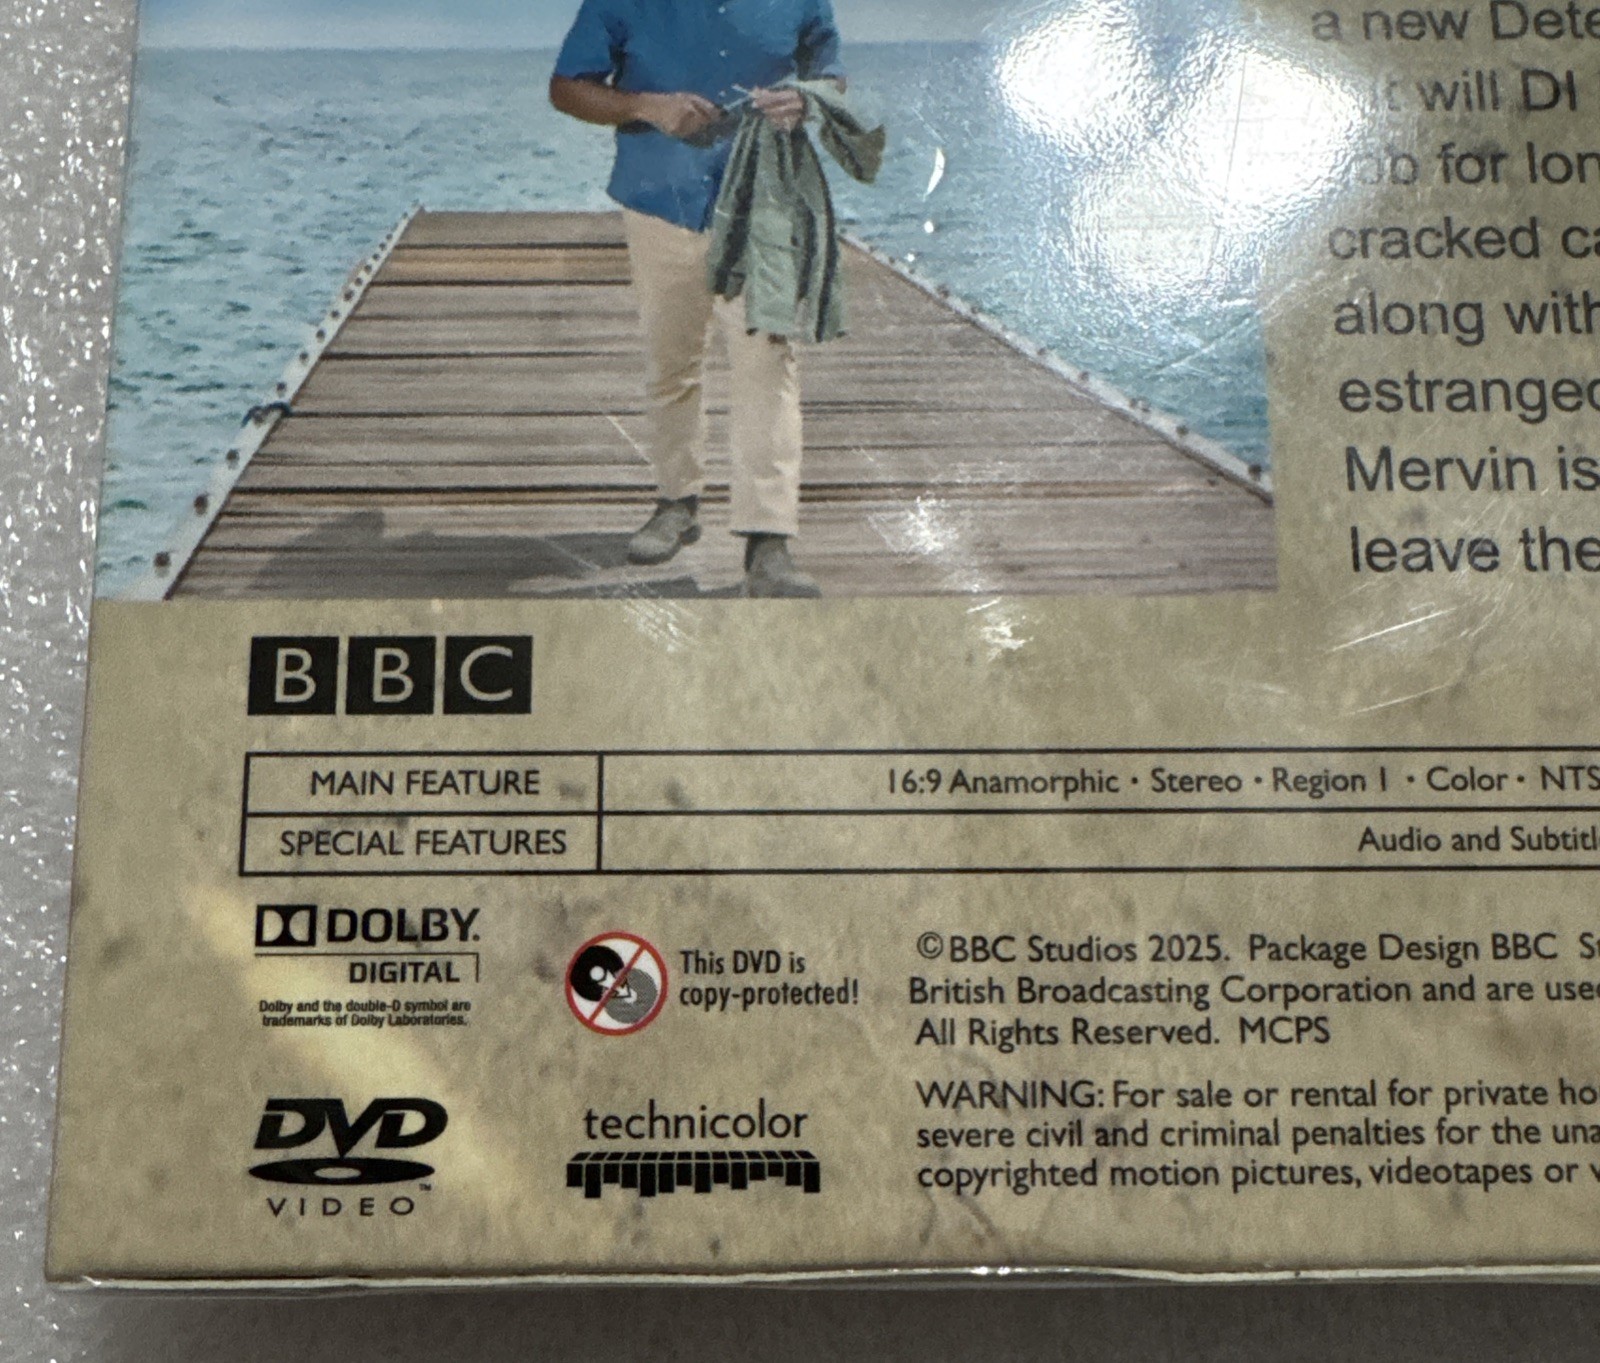 a new Dete
will DI
for lon
cracked ca
along with
estranged
Mervin is
leave the
BBC
MAIN FEATURE 16:9 Anamorphic • Stereo • Region 1 • Color • NTS
SPECIAL FEATURES Audio and Subtitl
DOLBY.
DIGITAL
Dolby and the double-D symbol are
trademarks of Dolby Laboratories.
This DVD is
copy-protected!
©BBC Studios 2025. Package Design BBC St
British Broadcasting Corporation and are used
All Rights Reserved. MCPS
DVD
VIDEO™
technicolor
WARNING: For sale or rental for private ho
severe civil and criminal penalties for the una
copyrighted motion pictures, videotapes or v